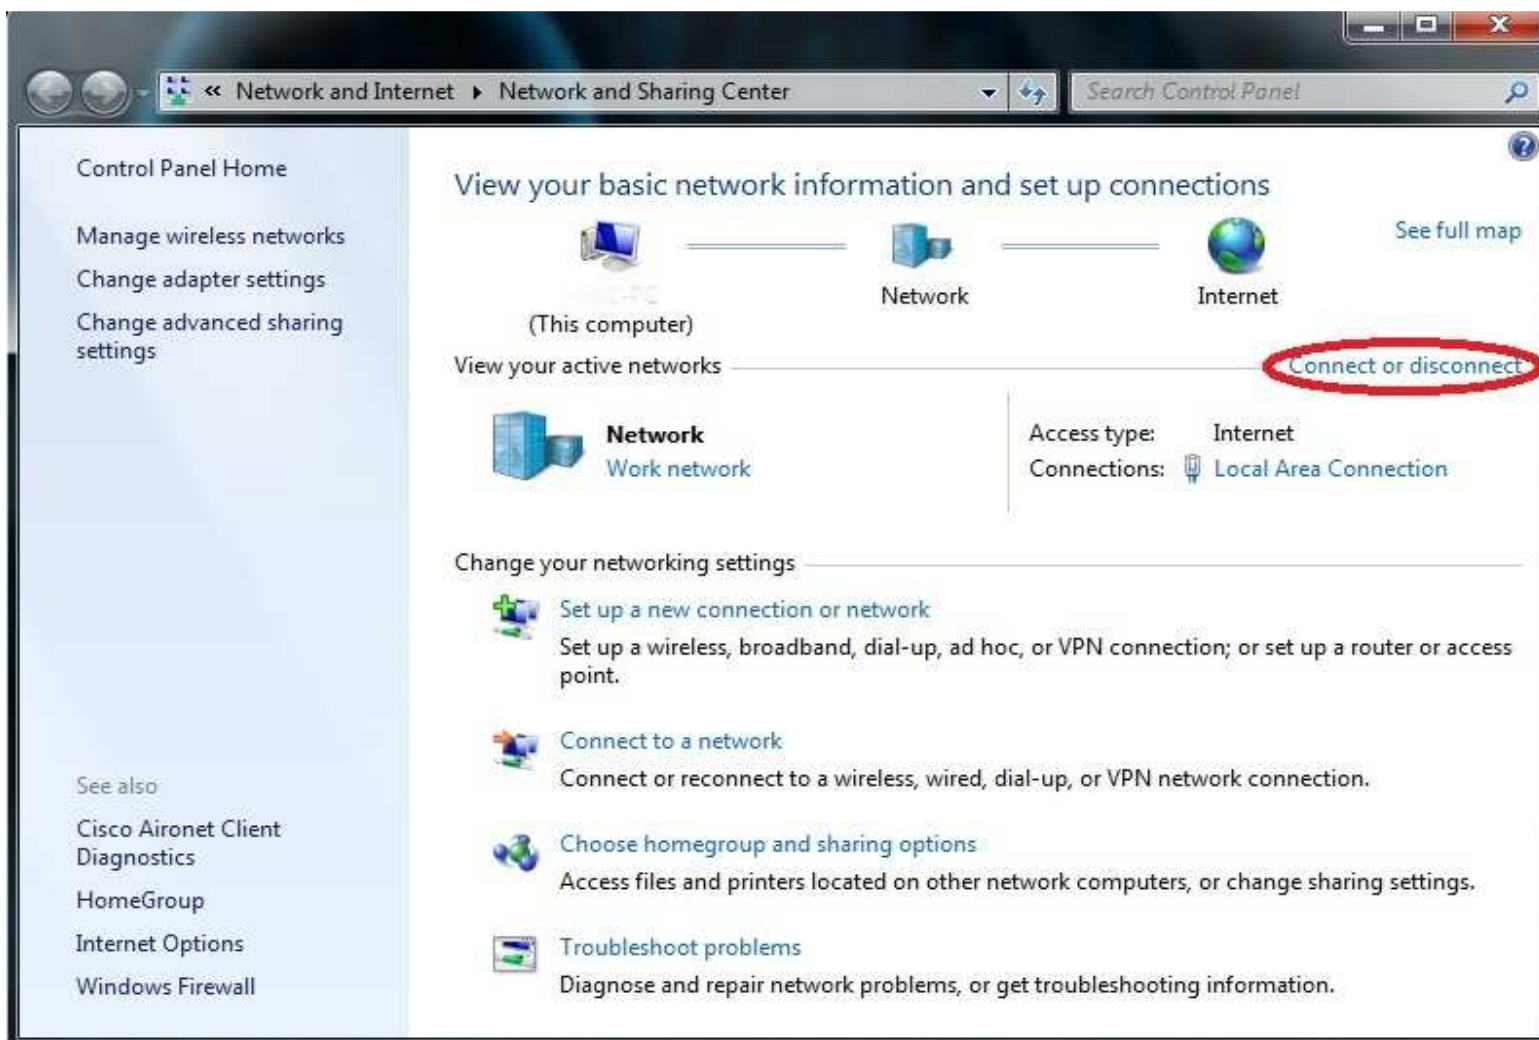 « Network and Internet ▸ Network and Sharing Center
Search Control Panel
Control Panel Home
Manage wireless networks
Change adapter settings
Change advanced sharing
settings
See also
Cisco Aironet Client
Diagnostics
HomeGroup
Internet Options
Windows Firewall
View your basic network information and set up connections
See full map
(This computer)
Network
Internet
View your active networks
Connect or disconnect
Network
Work network
Access type: Internet
Connections: Local Area Connection
Change your networking settings
Set up a new connection or network
Set up a wireless, broadband, dial-up, ad hoc, or VPN connection; or set up a router or access
point.
Connect to a network
Connect or reconnect to a wireless, wired, dial-up, or VPN network connection.
Choose homegroup and sharing options
Access files and printers located on other network computers, or change sharing settings.
Troubleshoot problems
Diagnose and repair network problems, or get troubleshooting information.